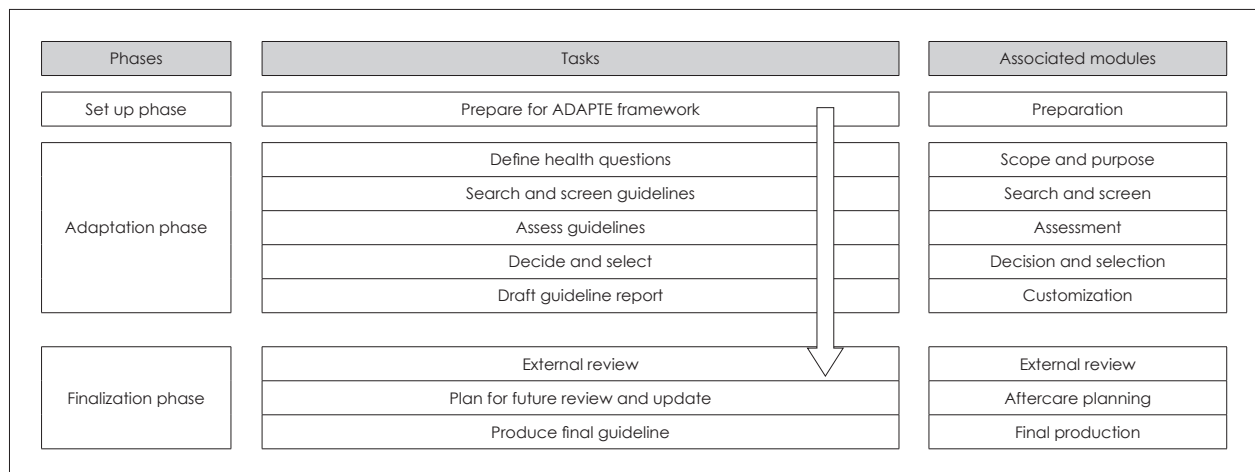 Phases Tasks Associated modules
Set up phase Prepare for ADAPTE framework Preparation
Define health questions Scope and purpose
Search and screen guidelines Search and screen
Adaptation phase Assess guidelines Assessment
Decide and select Decision and selection
Draft guideline report Customization
External review External review
Finalization phase Plan for future review and update Aftercare planning
Produce final guideline Final production